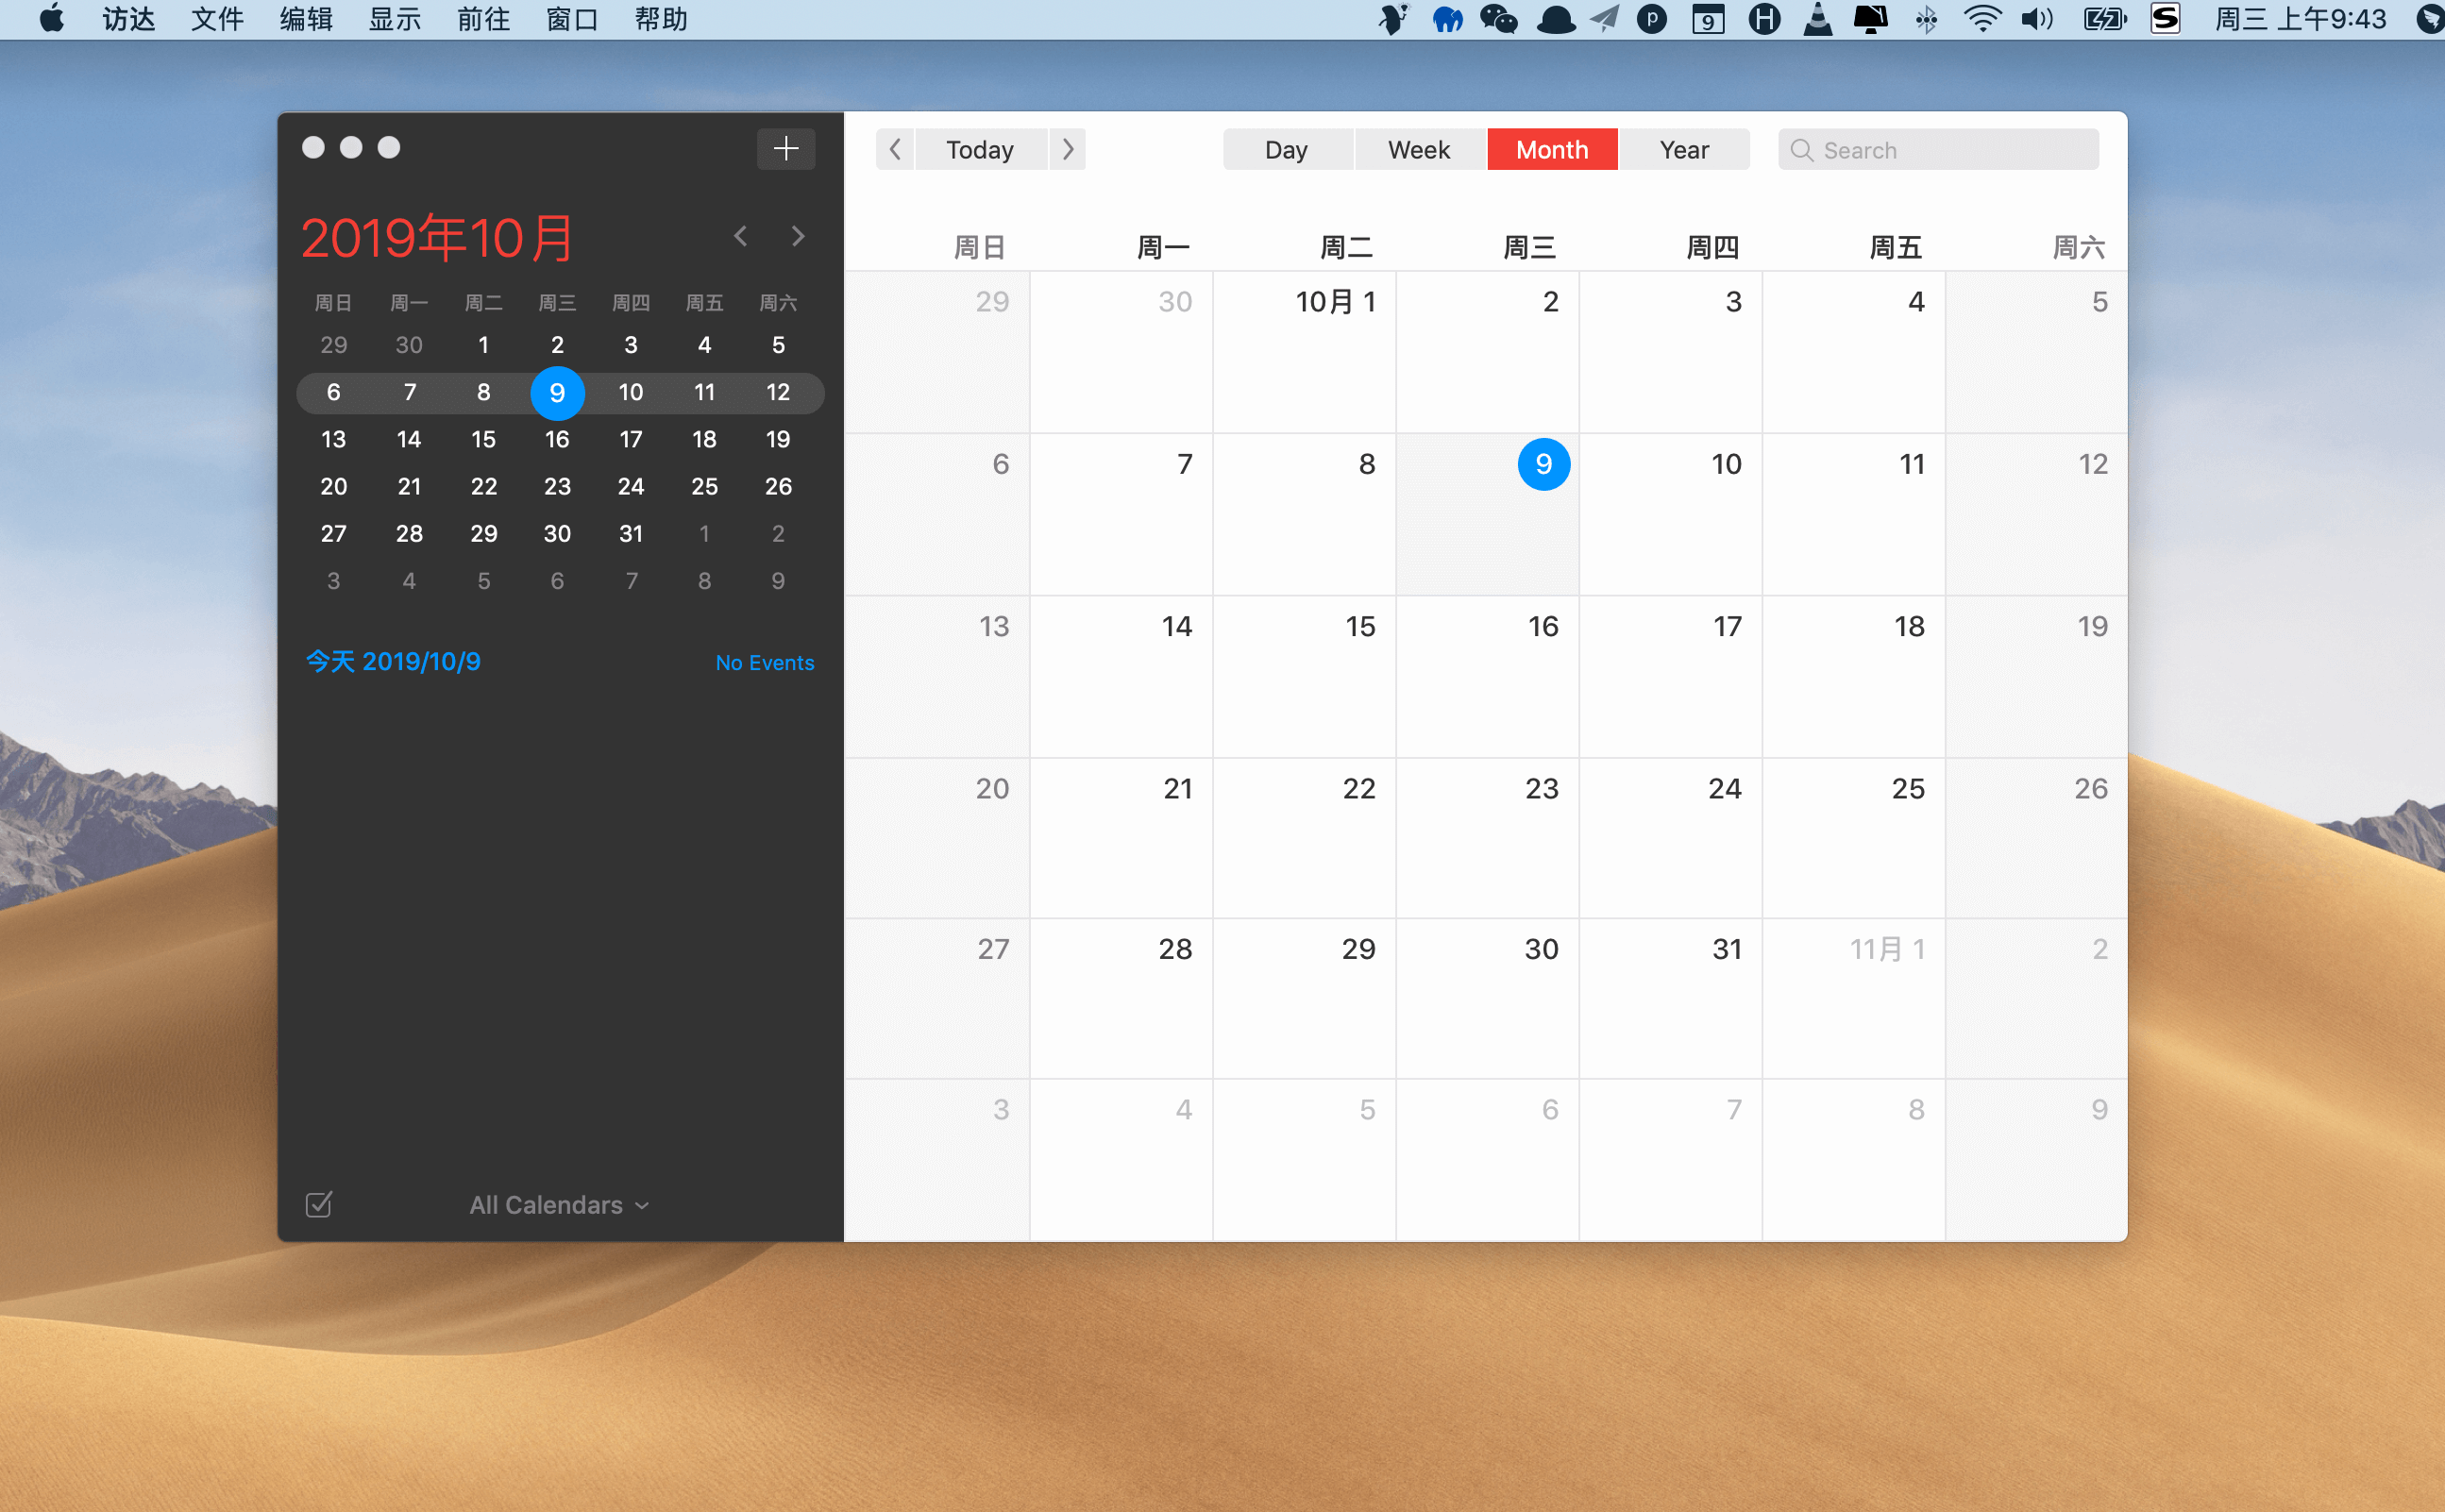 访达 文件 编辑 显示 前往 窗口 帮助 p 9 H S 周三 上午9:43
2019年10月
周日 周一 周二 周三 周四 周五 周六
29 30 1 2 3 4 5
6 7 8 9 10 11 12
13 14 15 16 17 18 19
20 21 22 23 24 25 26
27 28 29 30 31 1 2
3 4 5 6 7 8 9
今天 2019/10/9 No Events
All Calendars
Today Day Week Month Year Search
周日 周一 周二 周三 周四 周五 周六
29 30 10月 1 2 3 4 5
6 7 8 9 10 11 12
13 14 15 16 17 18 19
20 21 22 23 24 25 26
27 28 29 30 31 11月 1 2
3 4 5 6 7 8 9